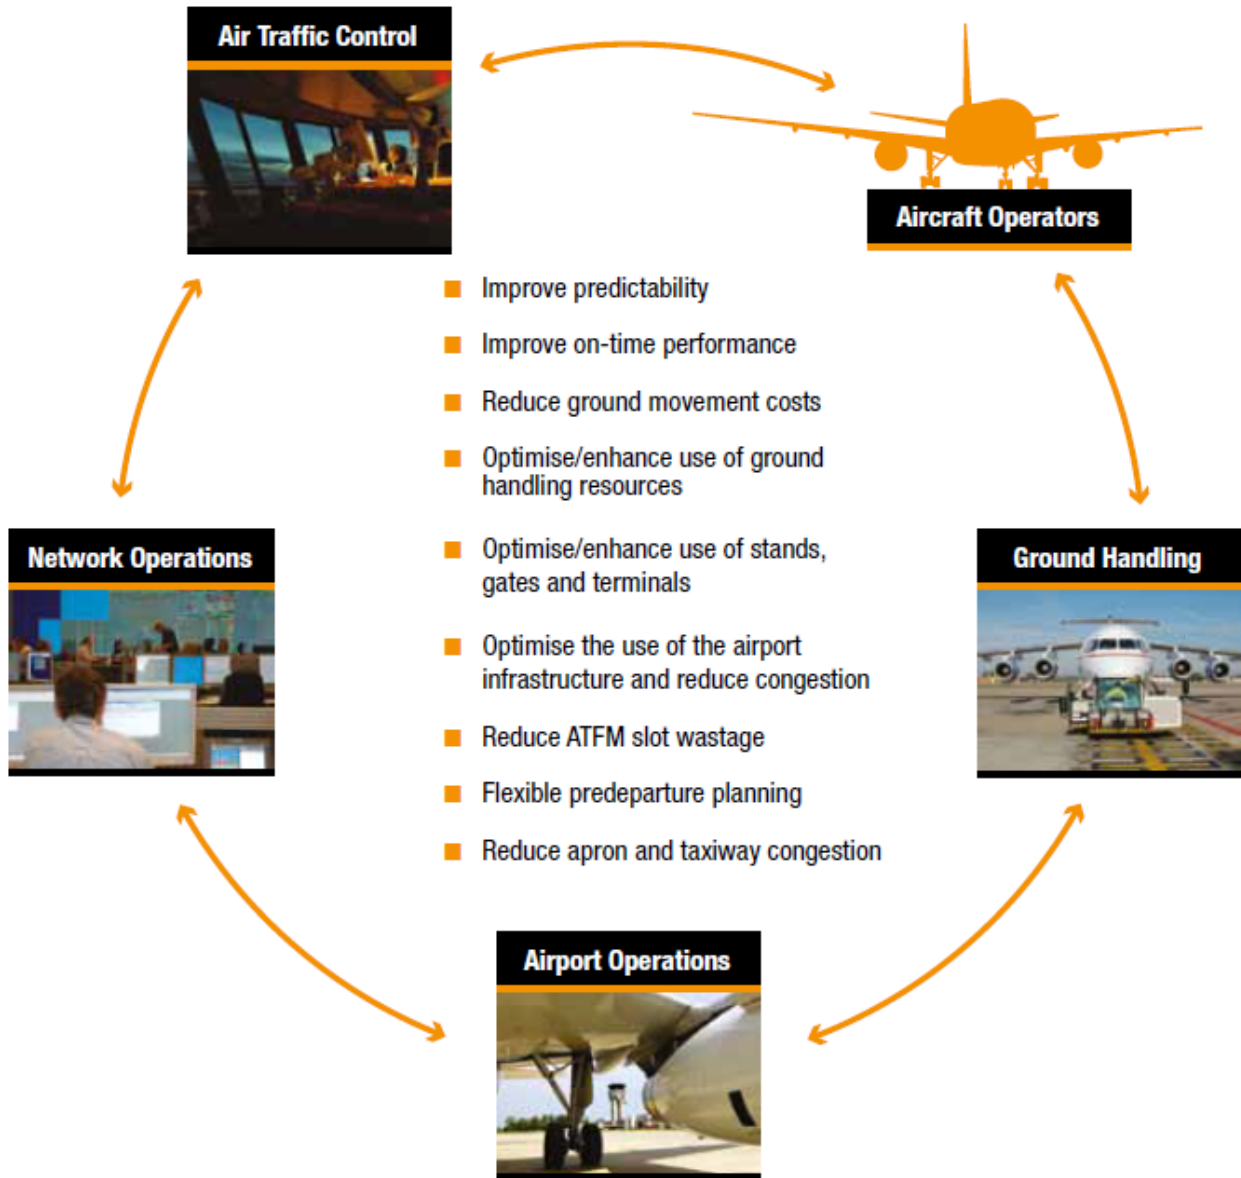 Air Traffic Control
Aircraft Operators
Improve predictability
Improve on-time performance
Reduce ground movement costs
Optimise/enhance use of ground
handling resources
Optimise/enhance use of stands,
gates and terminals
Optimise the use of the airport
infrastructure and reduce congestion
Reduce ATFM slot wastage
Flexible predeparture planning
Reduce apron and taxiway congestion
Network Operations
Ground Handling
Airport Operations